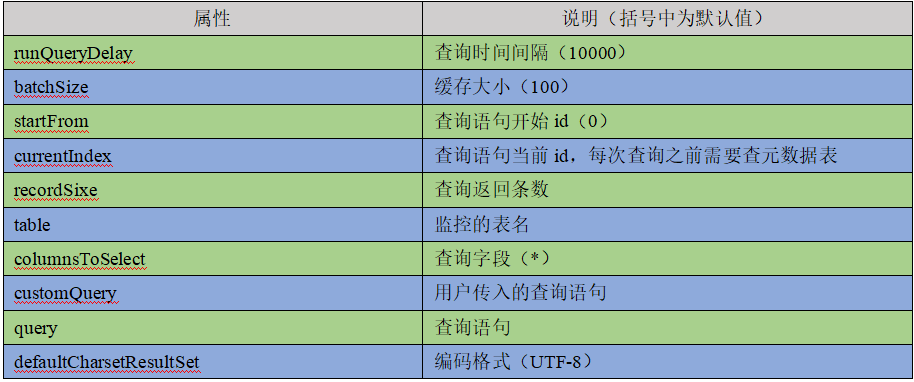 属性 说明（括号中为默认值）
runQueryDelay 查询时间间隔（10000）
batchSize 缓存大小（100）
startFrom 查询语句开始 id（0）
currentIndex 查询语句当前 id，每次查询之前需要查元数据表
recordSixe 查询返回条数
table 监控的表名
columnsToSelect 查询字段（*）
customQuery 用户传入的查询语句
query 查询语句
defaultCharsetResultSet 编码格式（UTF-8）